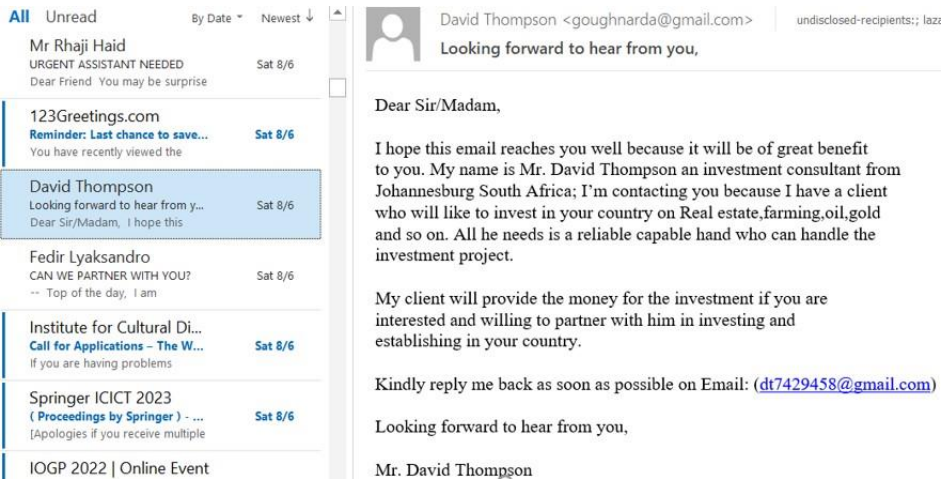 All Unread By Date Newest
Mr Rhaji Haid
URGENT ASSISTANT NEEDED Sat 8/6
Dear Friend You may be surprise
123Greetings.com
Reminder: Last chance to save... Sat 8/6
You have recently viewed the
David Thompson
Looking forward to hear from y... Sat 8/6
Dear Sir/Madam, I hope this
Fedir Lyaksandro
CAN WE PARTNER WITH YOU? Sat 8/6
-- Top of the day, I am
Institute for Cultural Di...
Call for Applications – The W... Sat 8/6
If you are having problems
Springer ICICT 2023
( Proceedings by Springer ) - ... Sat 8/6
[Apologies if you receive multiple
IOGP 2022 | Online Event
David Thompson <goughnarda@gmail.com> undisclosed-recipients:; laza
Looking forward to hear from you,
Dear Sir/Madam,
I hope this email reaches you well because it will be of great benefit
to you. My name is Mr. David Thompson an investment consultant from
Johannesburg South Africa; I'm contacting you because I have a client
who will like to invest in your country on Real estate,farming,oil,gold
and so on. All he needs is a reliable capable hand who can handle the
investment project.
My client will provide the money for the investment if you are
interested and willing to partner with him in investing and
establishing in your country.
Kindly reply me back as soon as possible on Email: (dt7429458@gmail.com)
Looking forward to hear from you,
Mr. David Thompson